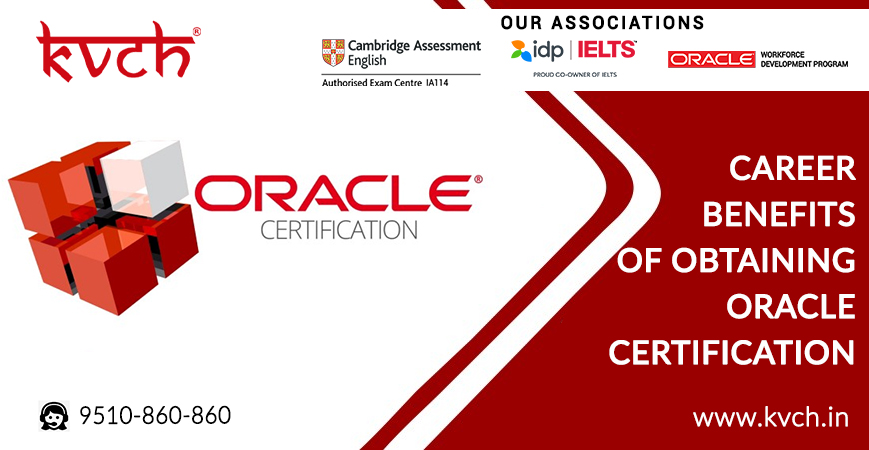 kvch®
Cambridge Assessment
English
Authorised Exam Centre IA114
OUR ASSOCIATIONS
idp | IELTS™
PROUD CO-OWNER OF IELTS
ORACLE WORKFORCE
DEVELOPMENT PROGRAM
ORACLE®
CERTIFICATION
CAREER
BENEFITS
OF OBTAINING
ORACLE
CERTIFICATION
9510-860-860
www.kvch.in